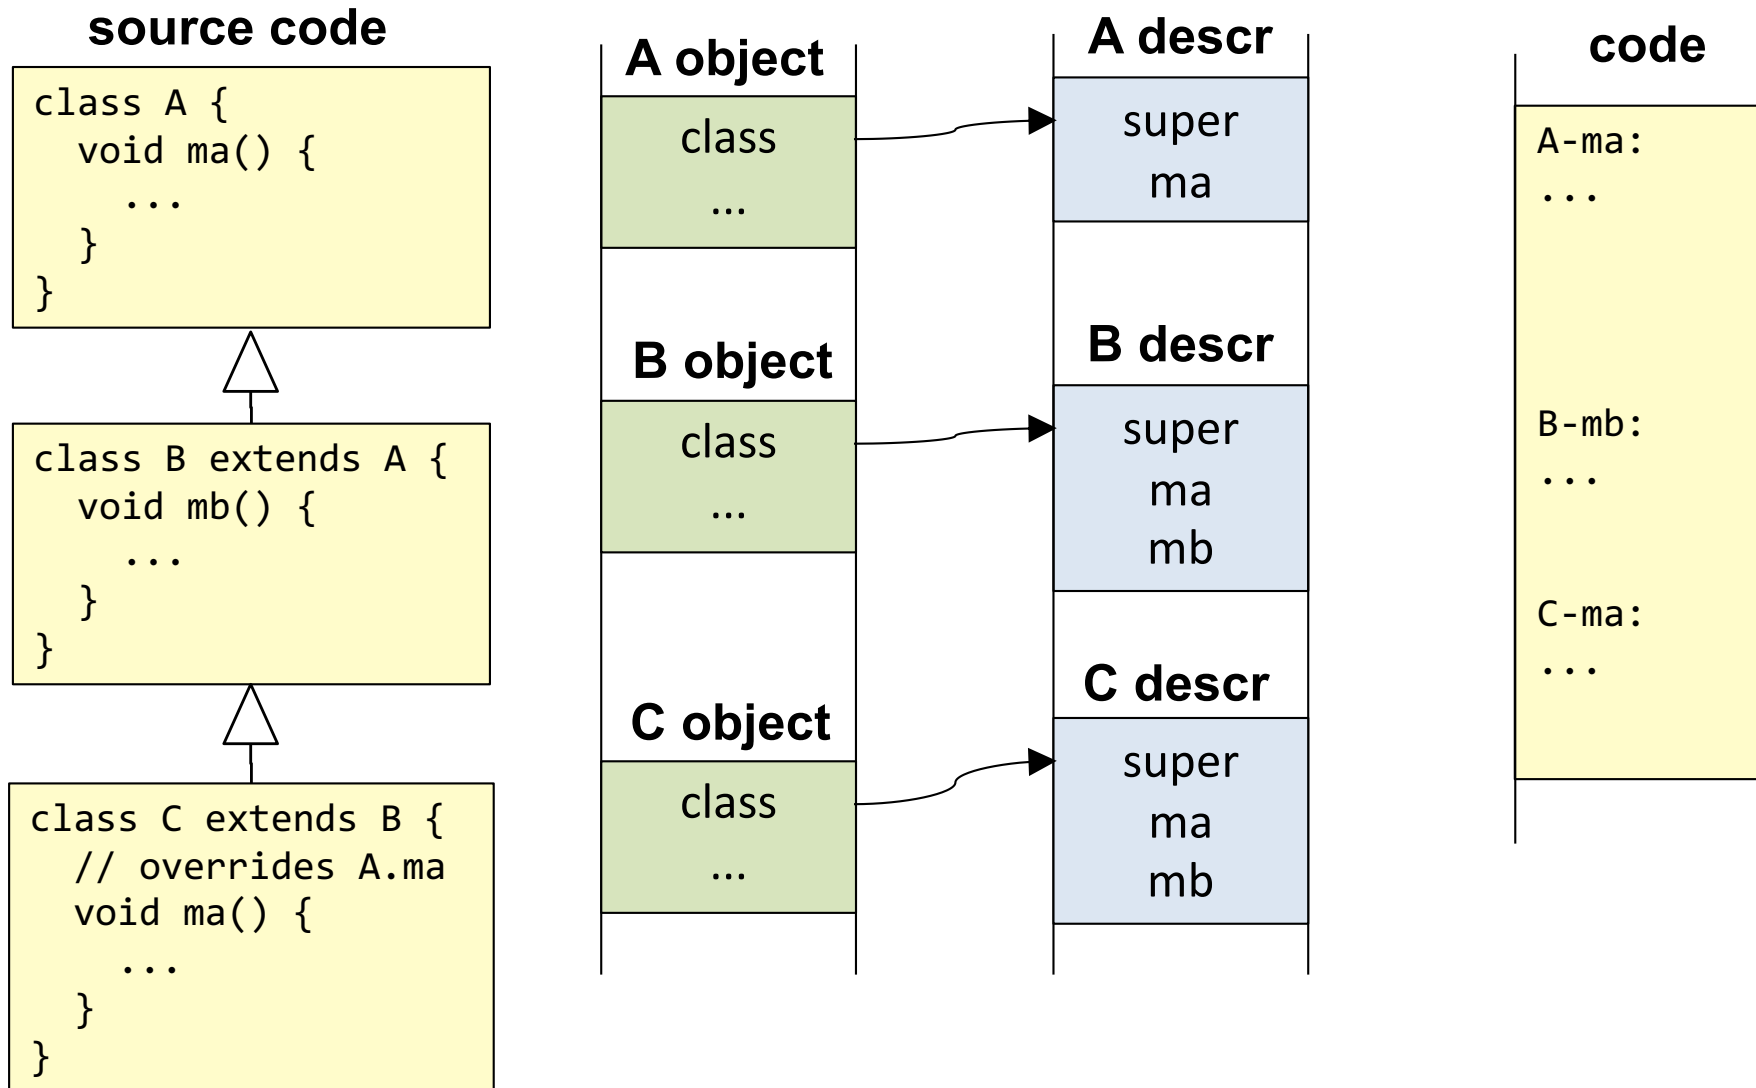 source code
class A {
  void ma() {
    ...
  }
}
class B extends A {
  void mb() {
    ...
  }
}
class C extends B {
  // overrides A.ma
  void ma() {
    ...
  }
}
A object
class
...
B object
class
...
C object
class
...
A descr
super
ma
B descr
super
ma
mb
C descr
super
ma
mb
code
A-ma:
...
B-mb:
...
C-ma:
...